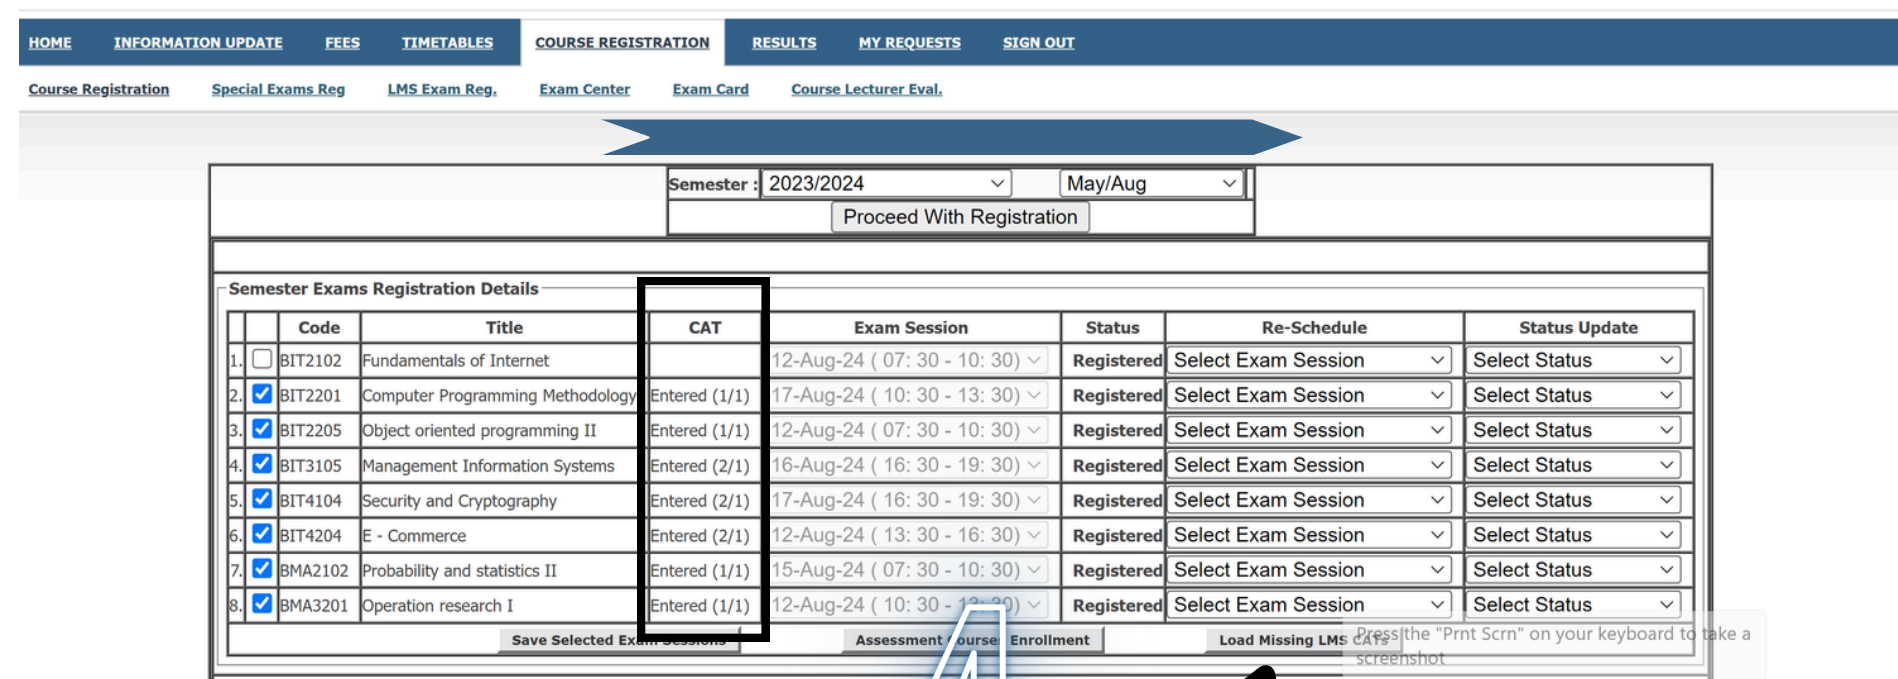 HOME INFORMATION UPDATE FEES TIMETABLES COURSE REGISTRATION RESULTS MY REQUESTS SIGN OUT
Course Registration Special Exams Reg LMS Exam Reg. Exam Center Exam Card Course Lecturer Eval.
Semester : 2023/2024 May/Aug
Proceed With Registration
Semester Exams Registration Details
Code Title CAT Exam Session Status Re-Schedule Status Update
1. BIT2102 Fundamentals of Internet 12-Aug-24 ( 07: 30 - 10: 30) Registered Select Exam Session Select Status
2. BIT2201 Computer Programming Methodology Entered (1/1) 17-Aug-24 ( 10: 30 - 13: 30) Registered Select Exam Session Select Status
3. BIT2205 Object oriented programming II Entered (1/1) 12-Aug-24 ( 07: 30 - 10: 30) Registered Select Exam Session Select Status
4. BIT3105 Management Information Systems Entered (2/1) 16-Aug-24 ( 16: 30 - 19: 30) Registered Select Exam Session Select Status
5. BIT4104 Security and Cryptography Entered (2/1) 17-Aug-24 ( 16: 30 - 19: 30) Registered Select Exam Session Select Status
6. BIT4204 E - Commerce Entered (2/1) 12-Aug-24 ( 13: 30 - 16: 30) Registered Select Exam Session Select Status
7. BMA2102 Probability and statistics II Entered (1/1) 15-Aug-24 ( 07: 30 - 10: 30) Registered Select Exam Session Select Status
8. BMA3201 Operation research I Entered (1/1) 12-Aug-24 ( 10: 30 - 13: 30) Registered Select Exam Session Select Status
Save Selected Exam Sessions Assessment Courses Enrollment Load Missing LMS CATs
Press the "Prnt Scrn" on your keyboard to take a
screenshot
4